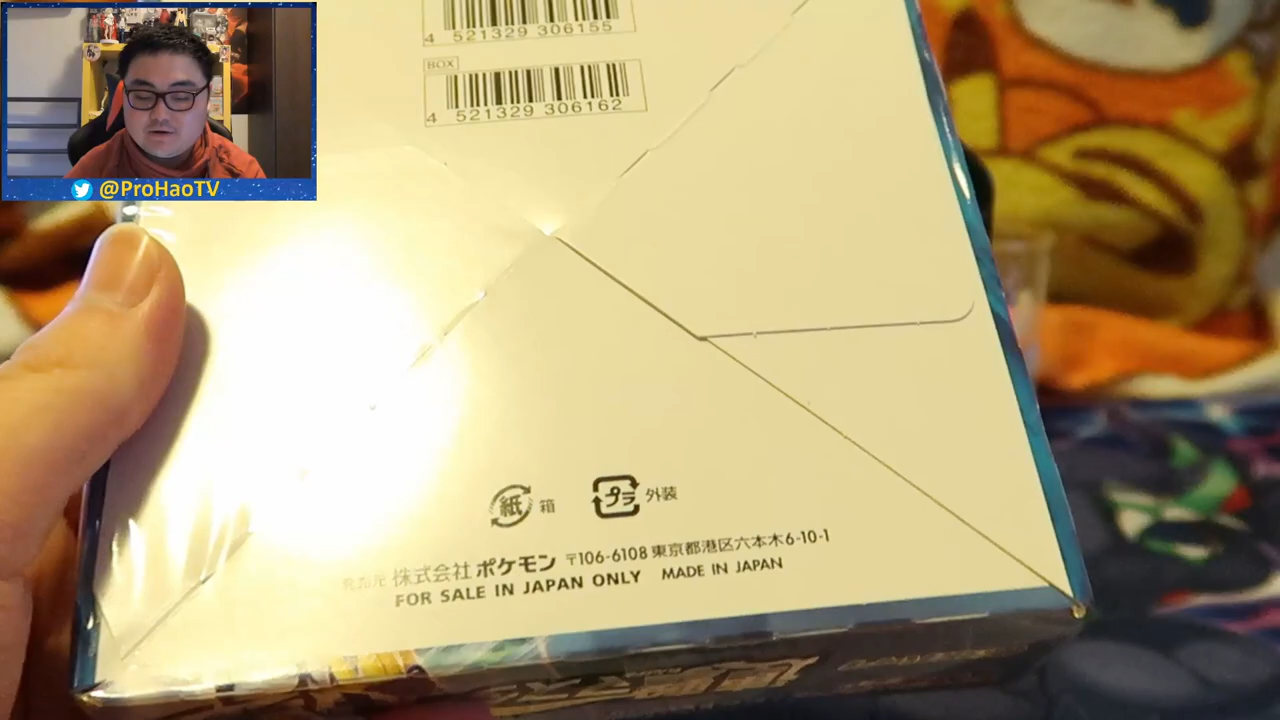 @ProHaoTV
4 521329 306155
BOX
4 521329 306162
紙 箱
プラ 外装
発売元 株式会社ポケモン 〒106-6108 東京都港区六本木6-10-1
FOR SALE IN JAPAN ONLY MADE IN JAPAN